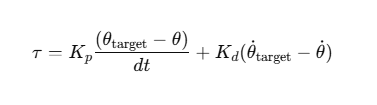 τ = K_p (θ_target − θ)/dt + K_d(θ̇_target − θ̇)